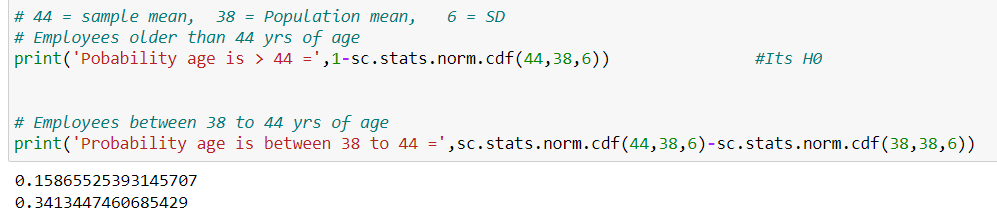 # 44 = sample mean,  38 = Population mean,   6 = SD
# Employees older than 44 yrs of age
print('Pobability age is > 44 =',1-sc.stats.norm.cdf(44,38,6))               #Its H0
# Employees between 38 to 44 yrs of age
print('Probability age is between 38 to 44 =',sc.stats.norm.cdf(44,38,6)-sc.stats.norm.cdf(38,38,6))
0.15865525393145707
0.3413447460685429